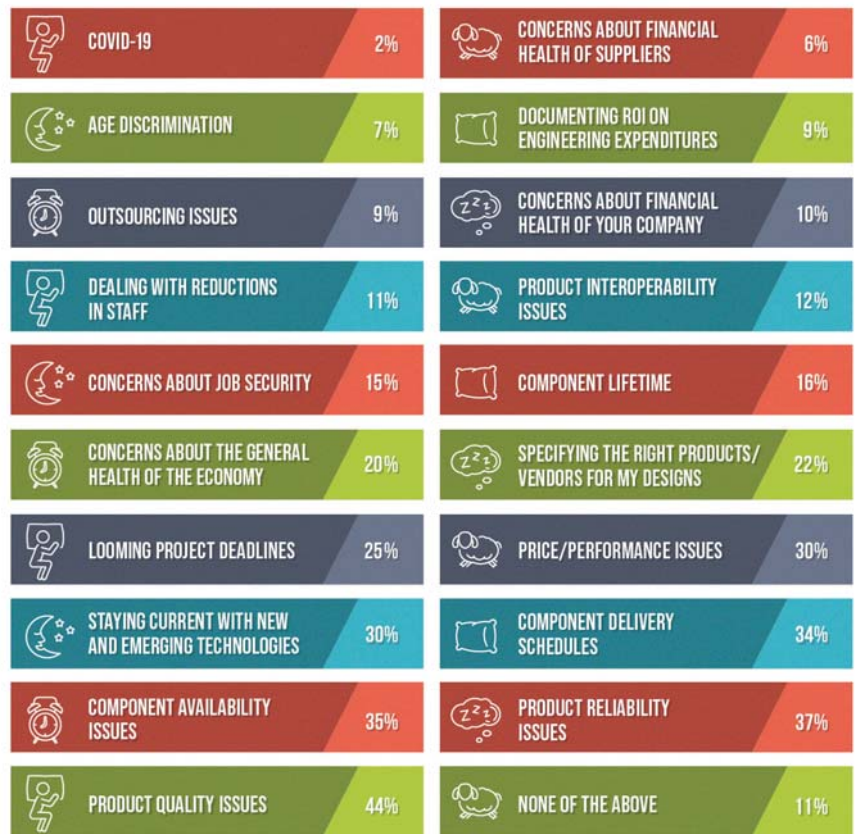 COVID-19
2%
CONCERNS ABOUT FINANCIAL
HEALTH OF SUPPLIERS
6%
AGE DISCRIMINATION
7%
DOCUMENTING ROI ON
ENGINEERING EXPENDITURES
9%
OUTSOURCING ISSUES
9%
CONCERNS ABOUT FINANCIAL
HEALTH OF YOUR COMPANY
10%
DEALING WITH REDUCTIONS
IN STAFF
11%
PRODUCT INTEROPERABILITY
ISSUES
12%
CONCERNS ABOUT JOB SECURITY
15%
COMPONENT LIFETIME
16%
CONCERNS ABOUT THE GENERAL
HEALTH OF THE ECONOMY
20%
SPECIFYING THE RIGHT PRODUCTS/
VENDORS FOR MY DESIGNS
22%
LOOMING PROJECT DEADLINES
25%
PRICE/PERFORMANCE ISSUES
30%
STAYING CURRENT WITH NEW
AND EMERGING TECHNOLOGIES
30%
COMPONENT DELIVERY
SCHEDULES
34%
COMPONENT AVAILABILITY
ISSUES
35%
PRODUCT RELIABILITY
ISSUES
37%
PRODUCT QUALITY ISSUES
44%
NONE OF THE ABOVE
11%